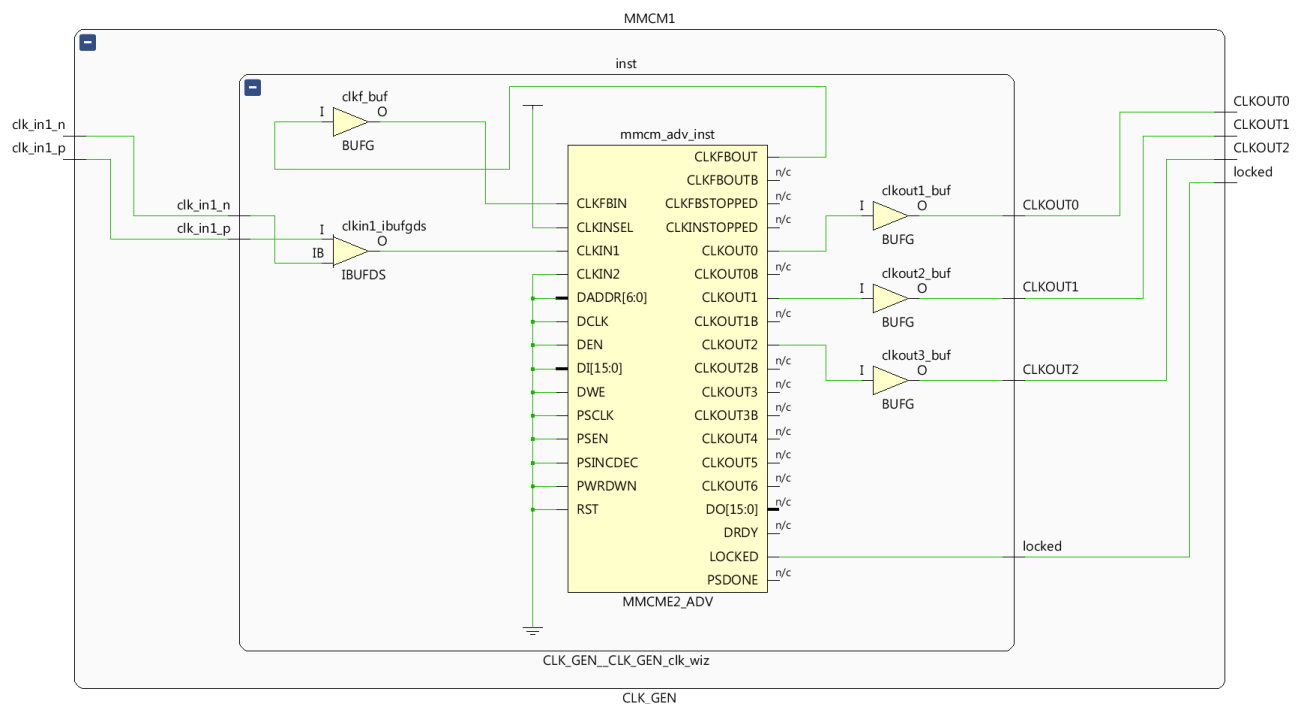 MMCM1
inst
clk_in1_n
clk_in1_p
clk_in1_n
clk_in1_p
clkf_buf
I
O
BUFG
clkin1_ibufgds
I
O
IB
IBUFDS
mmcm_adv_inst
CLKFBIN
CLKINSEL
CLKIN1
CLKIN2
DADDR[6:0]
DCLK
DEN
DI[15:0]
DWE
PSCLK
PSEN
PSINCDEC
PWRDWN
RST
CLKFBOUT
CLKFBOUTB n/c
CLKFBSTOPPED n/c
CLKINSTOPPED n/c
CLKOUT0
CLKOUT0B n/c
CLKOUT1
CLKOUT1B n/c
CLKOUT2
CLKOUT2B n/c
CLKOUT3 n/c
CLKOUT3B n/c
CLKOUT4 n/c
CLKOUT5 n/c
CLKOUT6 n/c
DO[15:0] n/c
DRDY n/c
LOCKED
PSDONE n/c
MMCME2_ADV
clkout1_buf
I
O
BUFG
clkout2_buf
I
O
BUFG
clkout3_buf
I
O
BUFG
CLKOUT0
CLKOUT1
CLKOUT2
locked
CLKOUT0
CLKOUT1
CLKOUT2
locked
CLK_GEN__CLK_GEN_clk_wiz
CLK_GEN